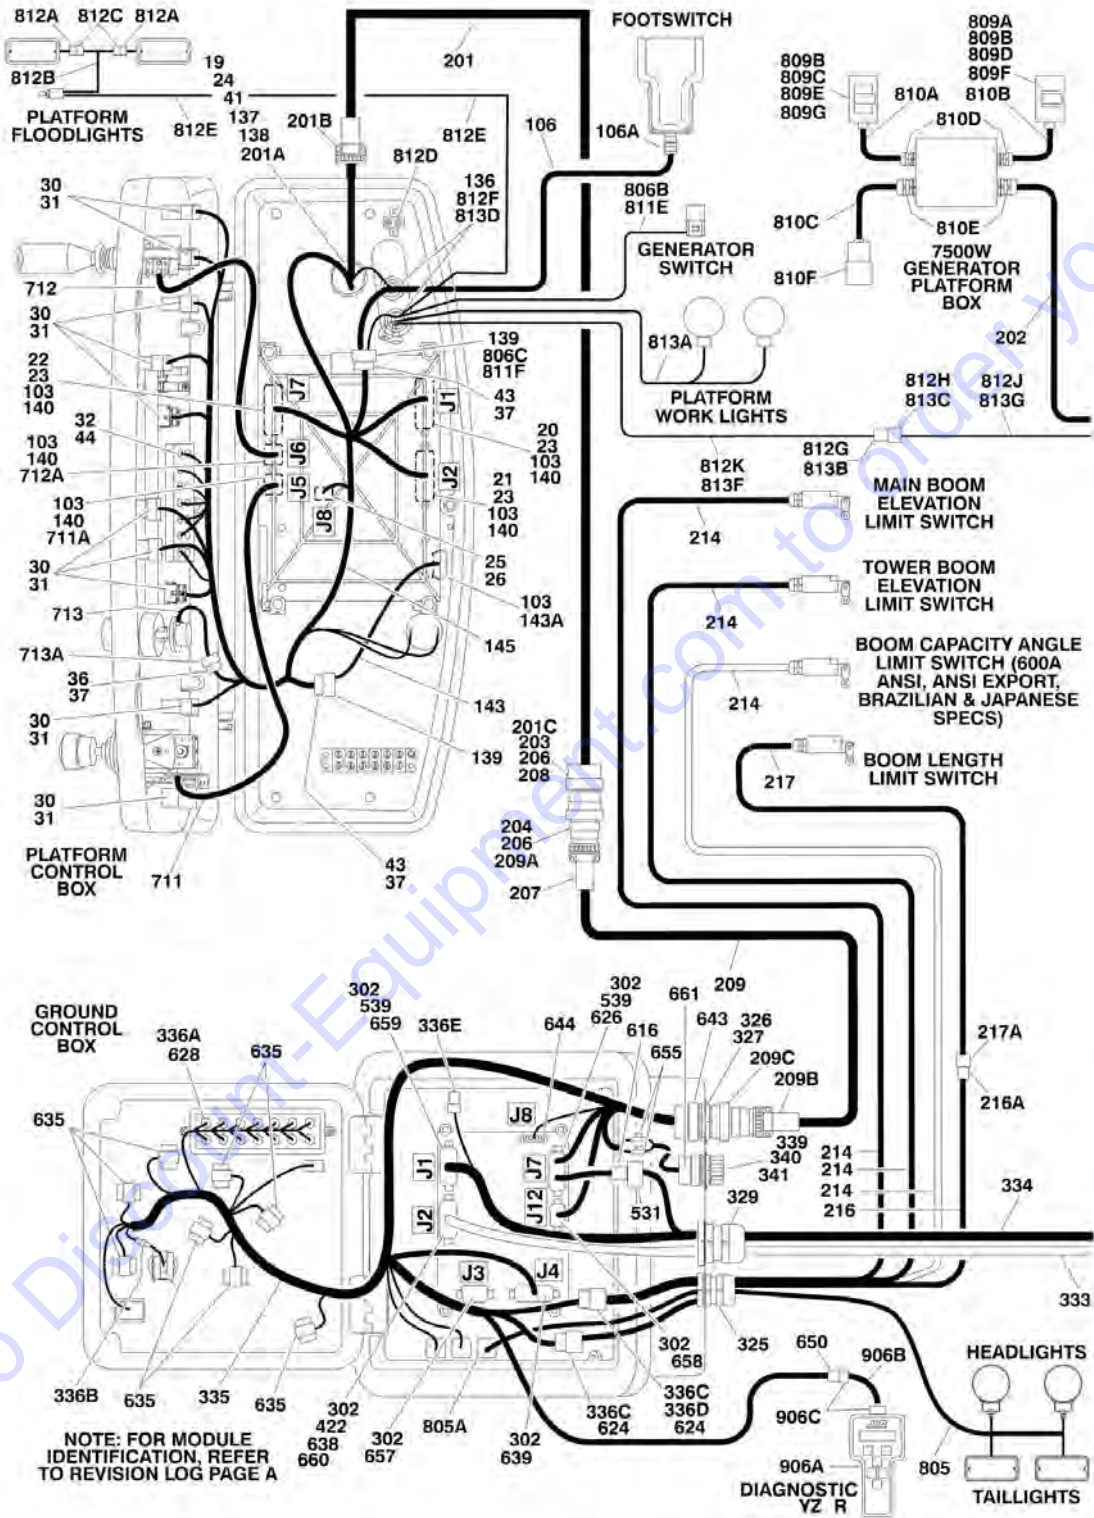 812A 812C 812A
812B
PLATFORM
FLOODLIGHTS
19
24
41
137
138
201A
812E
201B
812D
201
812E
FOOTSWITCH
106
106A
136
812F
813D
806B
811E
GENERATOR
SWITCH
809B
809C
809E
809G
810A
809A
809B
809D
809F
810B
810D
810C
810E
810F
7500W
GENERATOR
PLATFORM
BOX
202
30
31
712
30
31
22
23
103
140
32
44
103
140
712A
103
140
711A
30
31
713
713A
36
37
30
31
30
31
PLATFORM
CONTROL
BOX
711
J7
J6
J5
J8
J1
J2
139
806C
811F
43
37
20
23
103
140
21
23
103
140
25
26
103
143A
145
143
139
43
37
813A
PLATFORM
WORK LIGHTS
812H
813C
812J
813G
812G
813B
812K
813F
214
MAIN BOOM
ELEVATION
LIMIT SWITCH
214
TOWER BOOM
ELEVATION
LIMIT SWITCH
214
BOOM CAPACITY ANGLE
LIMIT SWITCH (600A
ANSI, ANSI EXPORT,
BRAZILIAN & JAPANESE
SPECS)
217
BOOM LENGTH
LIMIT SWITCH
201C
203
206
208
204
206
209A
207
209
GROUND
CONTROL
BOX
336A
628
635
635
302
539
659
336E
644
302
539
626
616
655
661
643
326
327
209C
209B
339
340
341
329
531
J8
J7
J12
J1
J2
J3
J4
217A
216A
214
214
214
216
334
333
325
302
658
336B
635
335
635
302
422
638
660
302
657
805A
302
639
336C
624
336C
336D
624
650
906B
906C
906A
DIAGNOSTIC
YZ R
805
HEADLIGHTS
TAILLIGHTS
NOTE: FOR MODULE
IDENTIFICATION, REFER
TO REVISION LOG PAGE A
Discount-Equipment.com to order yo